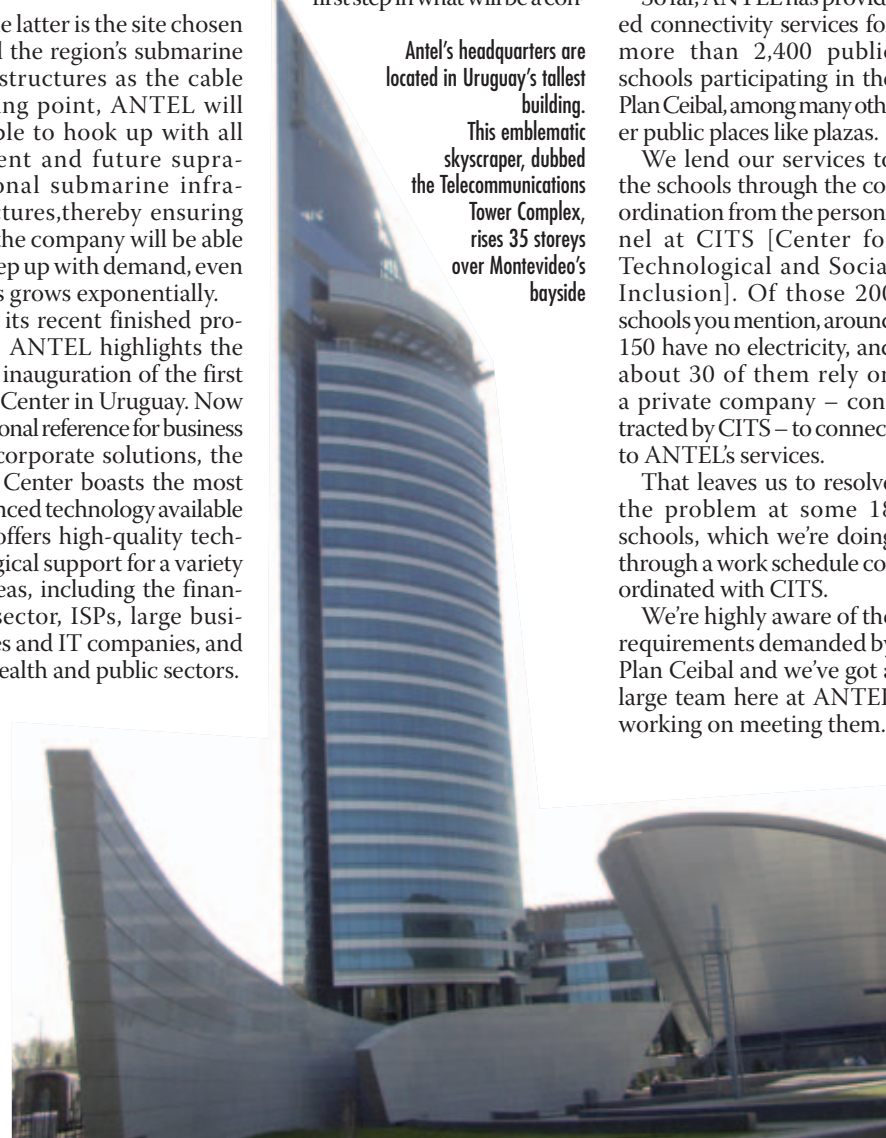 e latter is the site chosen
l the region's submarine
structures as the cable
ing point, ANTEL will
ble to hook up with all
ent and future supra-
onal submarine infra-
ctures,thereby ensuring
the company will be able
ep up with demand, even
s grows exponentially.
its recent finished pro-
ANTEL highlights the
inauguration of the first
Center in Uruguay. Now
onal reference for business
corporate solutions, the
Center boasts the most
nced technology available
offers high-quality tech-
gical support for a variety
eas, including the finan-
sector, ISPs, large busi-
es and IT companies, and
ealth and public sectors.
first step in what will be a con-
Antel's headquarters are
located in Uruguay's tallest
building.
This emblematic
skyscraper, dubbed
the Telecommunications
Tower Complex,
rises 35 storeys
over Montevideo's
bayside
So far, ANTEL has provid
ed connectivity services fo
more than 2,400 public
schools participating in the
Plan Ceibal, among many oth
er public places like plazas.
We lend our services to
the schools through the co
ordination from the person
nel at CITS [Center fo
Technological and Socia
Inclusion]. Of those 200
schools you mention, around
150 have no electricity, and
about 30 of them rely on
a private company – con
tracted by CITS – to connec
to ANTEL's services.
That leaves us to resolve
the problem at some 18
schools, which we're doing
through a work schedule co
ordinated with CITS.
We're highly aware of the
requirements demanded by
Plan Ceibal and we've got a
large team here at ANTEL
working on meeting them.